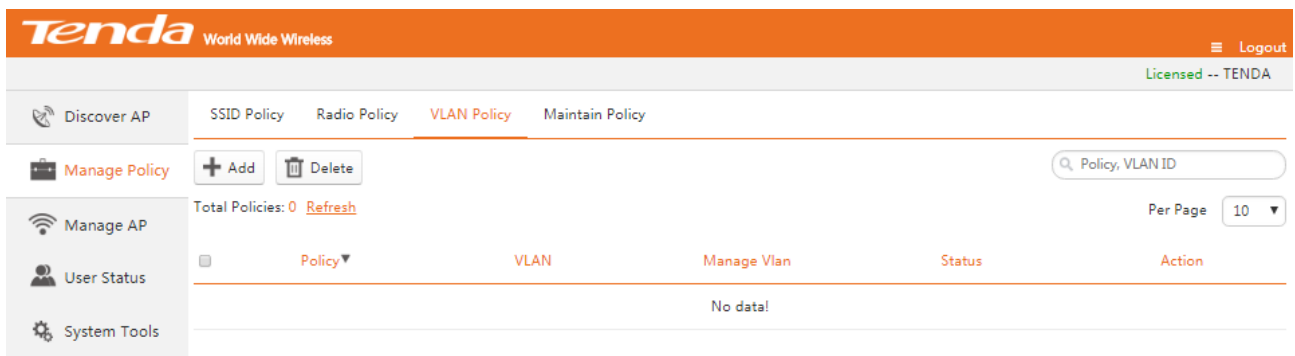 Tenda World Wide Wireless
≡ Logout
Licensed -- TENDA
Discover AP
Manage Policy
Manage AP
User Status
System Tools
SSID Policy Radio Policy VLAN Policy Maintain Policy
Add Delete
Policy, VLAN ID
Total Policies: 0 Refresh
Per Page 10 ▼
Policy▼ VLAN Manage Vlan Status Action
No data!